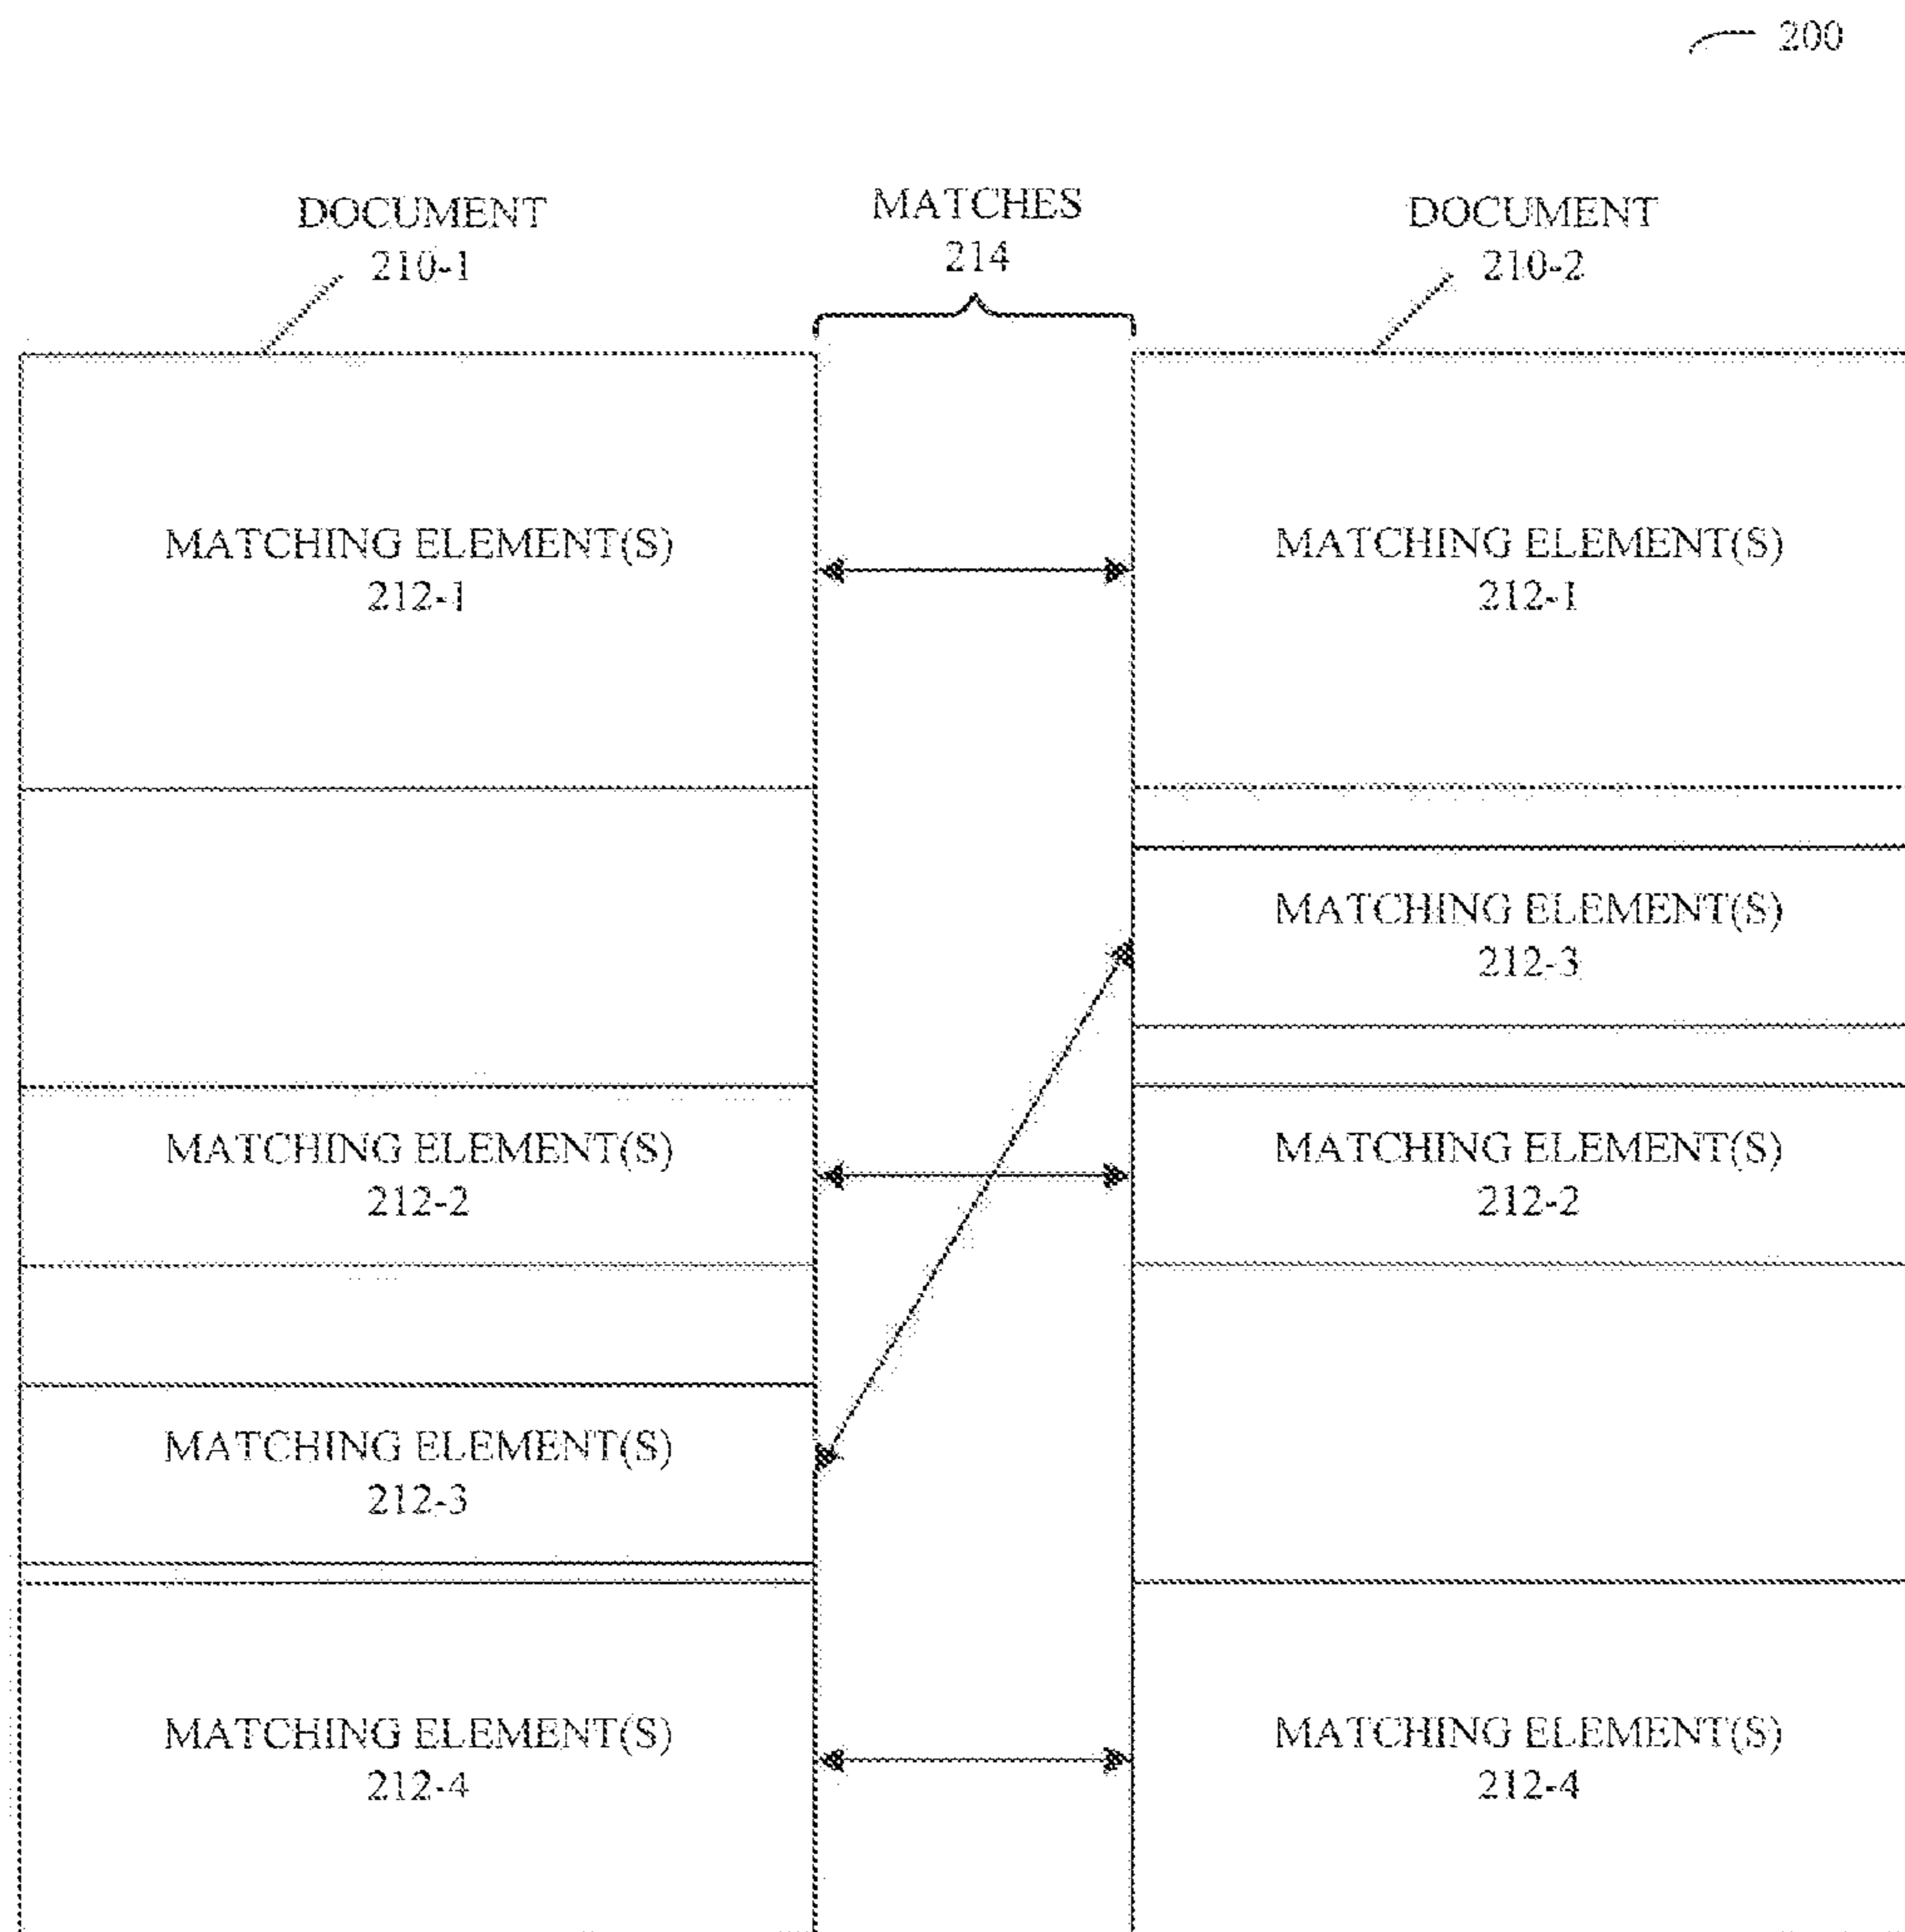 200
DOCUMENT
210-1
MATCHES
214
DOCUMENT
210-2
MATCHING ELEMENT(S)
212-1
MATCHING ELEMENT(S)
212-1
MATCHING ELEMENT(S)
212-3
MATCHING ELEMENT(S)
212-2
MATCHING ELEMENT(S)
212-2
MATCHING ELEMENT(S)
212-3
MATCHING ELEMENT(S)
212-4
MATCHING ELEMENT(S)
212-4